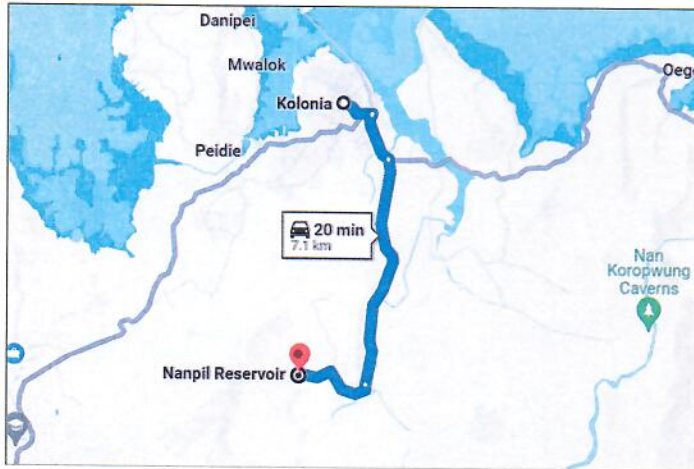 Danipei
Mwalok
Oege
Kolonia
Peidie
20 min
7.1 km
Nan
Koropwung
Caverns
Nanpil Reservoir